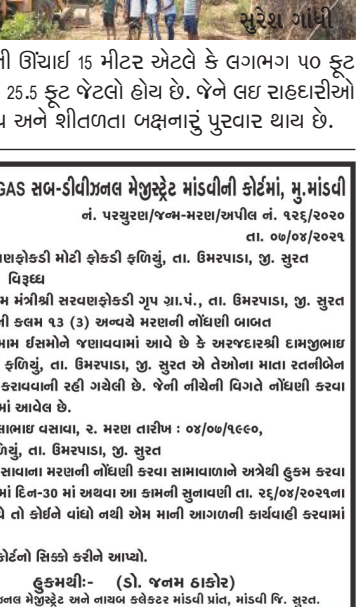 સુરેશ ગાંધી
ની ઊંચાઈ 15 મીટર એટલે કે લગભગ ૫૦ ફૂટ
25.5 ફૂટ જેટલો હોય છે. જેને લઇ રાહદારીઓ
અને શીતળતા બક્ષનારું પુરવાર થાય છે.
GAS સબ-ડીવીઝનલ મેજીસ્ટ્રેટ માંડવીની કોર્ટમાં, મુ.માંડવી
નં. પરચુરણ/જન્મ-મરણ/અપીલ નં. ૧૨૬/૨૦૨૦
તા. ૦૭/૦૪/૨૦૨૧
વણફોકડી મોટી ફોકડી ફળિયું, તા. ઉમરપાડા, જી. સુરત
વિરૂધ્ધ
મ મંત્રીશ્રી સરવણફોકડી ગૃપ ગ્રા.પં., તા. ઉમરપાડા, જી. સુરત
ની કલમ ૧૩ (૩) અન્વયે મરણની નોંધણી બાબત
મામ ઈસમોને જણાવવામાં આવે છે કે અરજદારશ્રી દામજીભાઇ
ફળિયું, તા. ઉમરપાડા, જી. સુરત એ તેઓના માતા રતનીબેન
કરાવવાની રહી ગયેલી છે. જેની નીચેની વિગતે નોંધણી કરવા
માં આવેલ છે.
લાભાઇ વસાવા, ૨. મરણ તારીખ : ૦૪/૦૭/૧૯૯૦,
ળિયું, તા. ઉમરપાડા, જી. સુરત
સાવાના મરણની નોંધણી કરવા સામાવાળાને અત્રેથી હુકમ કરવા
માં દિન-30 માં અથવા આ કામની સુનાવણી તા. ૨૬/૦૪/૨૦૨૧ના
વે તો કોઈને વાંધો નથી એમ માની આગળની કાર્યવાહી કરવામાં
કોર્ટનો સિક્કો કરીને આપ્યો.
હુકમથી:- (ડો. જનમ ઠાકોર)
નલ મેજીસ્ટ્રેટ અને નાયબ કલેક્ટર માંડવી પ્રાંત, માંડવી જિ. સુરત.